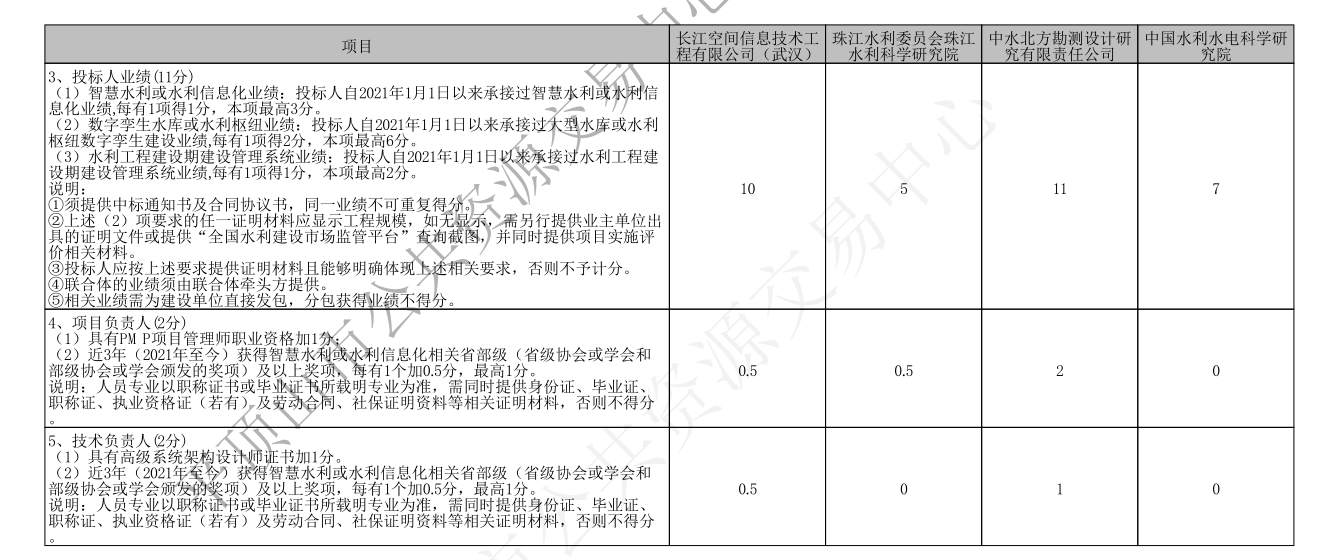 项目
长江空间信息技术工
程有限公司（武汉）
珠江水利委员会珠江
水利科学研究院
中水北方勘测设计研
究有限责任公司
中国水利水电科学研
究院
3、投标人业绩(11分)
（1）智慧水利或水利信息化业绩：投标人自2021年1月1日以来承接过智慧水利或水利信
息化业绩,每有1项得1分，本项最高3分。
（2）数字孪生水库或水利枢纽业绩：投标人自2021年1月1日以来承接过大型水库或水利
枢纽数字孪生建设业绩,每有1项得2分，本项最高6分。
（3）水利工程建设期建设管理系统业绩：投标人自2021年1月1日以来承接过水利工程建
设期建设管理系统业绩,每有1项得1分，本项最高2分。
说明：
①须提供中标通知书及合同协议书，同一业绩不可重复得分。
②上述（2）项要求的任一证明材料应显示工程规模，如无显示，需另行提供业主单位出
具的证明文件或提供“全国水利建设市场监管平台”查询截图，并同时提供项目实施评
价相关材料。
③投标人应按上述要求提供证明材料且能够明确体现上述相关要求，否则不予计分。
④联合体的业绩须由联合体牵头方提供。
⑤相关业绩需为建设单位直接发包，分包获得业绩不得分。
10
5
11
7
4、项目负责人(2分)
（1）具有PMP项目管理师职业资格加1分；
（2）近3年（2021年至今）获得智慧水利或水利信息化相关省部级（省级协会或学会和
部级协会或学会颁发的奖项）及以上奖项，每有1个加0.5分，最高1分。
说明：人员专业以职称证书或毕业证书所载明专业为准，需同时提供身份证、毕业证、
职称证、执业资格证（若有）及劳动合同、社保证明资料等相关证明材料，否则不得分
。
0.5
0.5
2
0
5、技术负责人(2分)
（1）具有高级系统架构设计师证书加1分。
（2）近3年（2021年至今）获得智慧水利或水利信息化相关省部级（省级协会或学会和
部级协会或学会颁发的奖项）及以上奖项，每有1个加0.5分，最高1分。
说明：人员专业以职称证书或毕业证书所载明专业为准，需同时提供身份证、毕业证、
职称证、执业资格证（若有）及劳动合同、社保证明资料等相关证明材料，否则不得分
。
0.5
0
1
0
平顶山市公共资源交易中心
市公共资源交易中心